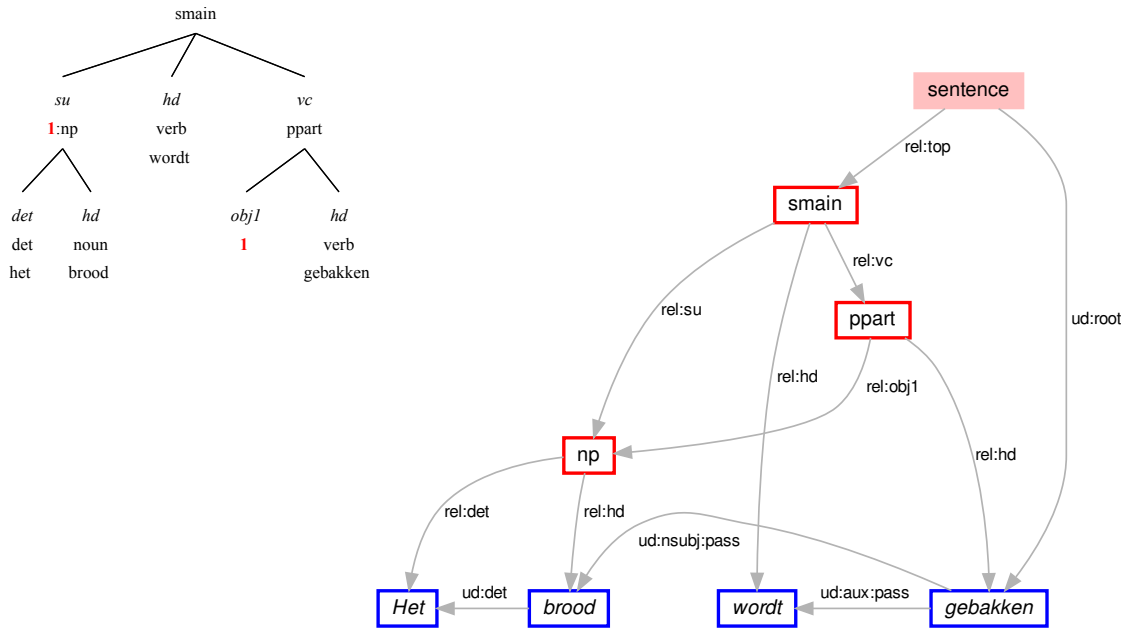 smain
su hd vc
1:np verb ppart
wordt
det hd obj1 hd
det noun 1 verb
het brood gebakken
sentence
rel:top
smain
rel:vc
rel:su
ppart
ud:root
rel:hd
rel:obj1
np
rel:hd
rel:det
rel:hd
ud:nsubj:pass
Het
ud:det
brood
wordt
ud:aux:pass
gebakken